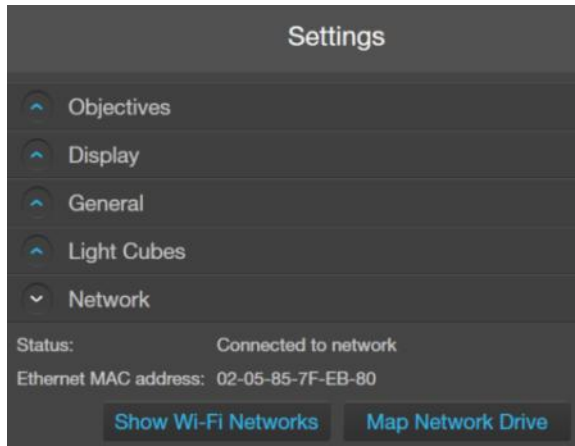 Settings
Objectives
Display
General
Light Cubes
Network
Status: Connected to network
Ethernet MAC address: 02-05-85-7F-EB-80
Show Wi-Fi Networks Map Network Drive